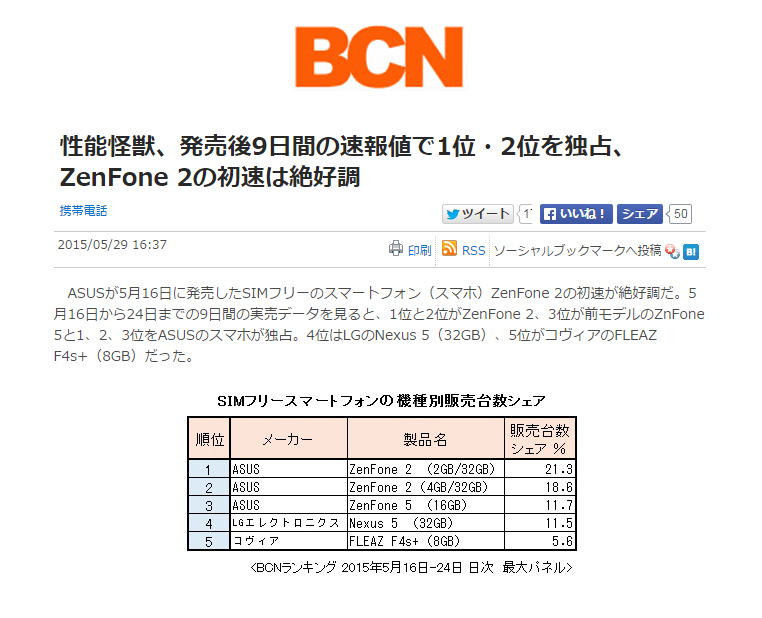 BCN
性能怪獣、発売後9日間の速報値で1位・2位を独占、
ZenFone 2の初速は絶好調
携帯電話
ツイート 17 いいね！ シェア 50
2015/05/29 16:37
印刷 RSS ソーシャルブックマークへ投稿 B!
ASUSが5月16日に発売したSIMフリーのスマートフォン（スマホ）ZenFone 2の初速が絶好調だ。5
月16日から24日までの9日間の実売データを見ると、1位と2位がZenFone 2、3位が前モデルのZnFone
5と1、2、3位をASUSのスマホが独占。4位はLGのNexus 5（32GB）、5位がコヴィアのFLEAZ
F4s+（8GB）だった。
SIMフリースマートフォンの機種別販売台数シェア
順位 メーカー 製品名 販売台数
シェア %
1 ASUS ZenFone 2 （2GB/32GB） 21.3
2 ASUS ZenFone 2（4GB/32GB） 18.6
3 ASUS ZenFone 5 （16GB） 11.7
4 LGエレクトロニクス Nexus 5 （32GB） 11.5
5 コヴィア FLEAZ F4s+（8GB） 5.6
<BCNランキング 2015年5月16日-24日 日次 最大パネル>